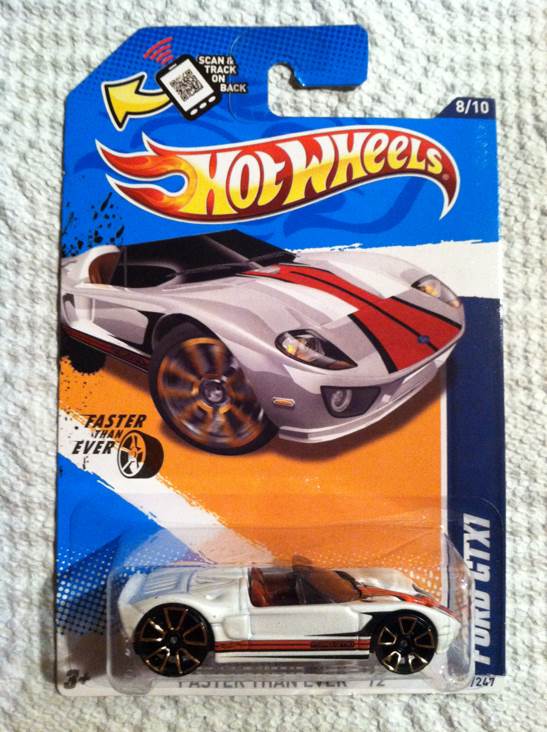 SCAN &
TRACK
ON
BACK
8/10
HOT WHEELS
FASTER
THAN
EVER
FORD GTX1
3+
FASTER THAN EVER 12
/247